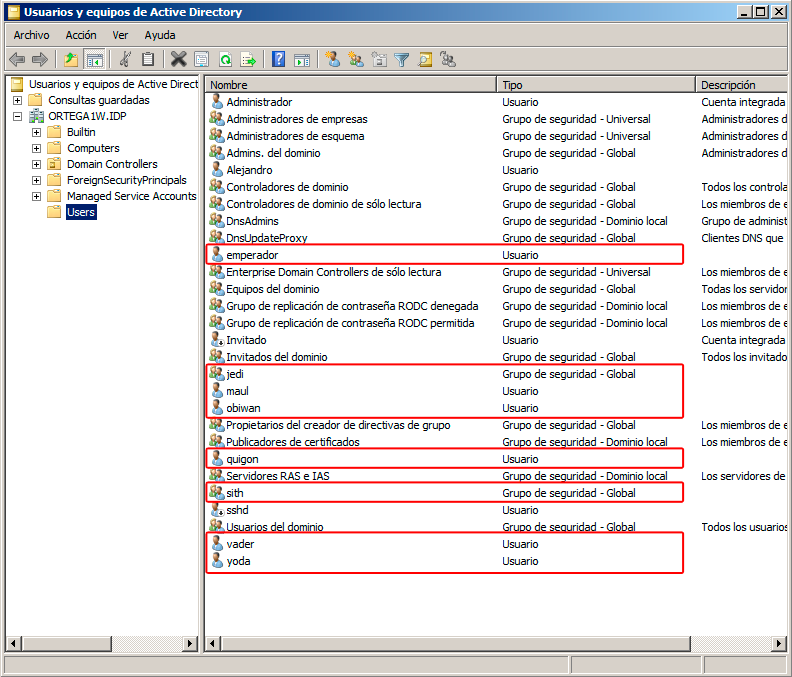 Usuarios y equipos de Active Directory
Archivo Acción Ver Ayuda
Usuarios y equipos de Active Direct
Consultas guardadas
ORTEGA1W.IDP
Builtin
Computers
Domain Controllers
ForeignSecurityPrincipals
Managed Service Accounts
Users
Nombre Tipo Descripción
Administrador Usuario Cuenta integrada
Administradores de empresas Grupo de seguridad - Universal Administradores d
Administradores de esquema Grupo de seguridad - Universal Administradores d
Admins. del dominio Grupo de seguridad - Global Administradores d
Alejandro Usuario
Controladores de dominio Grupo de seguridad - Global Todos los controla
Controladores de dominio de sólo lectura Grupo de seguridad - Global Los miembros de e
DnsAdmins Grupo de seguridad - Dominio local Grupo de administ
DnsUpdateProxy Grupo de seguridad - Global Clientes DNS que
emperador Usuario
Enterprise Domain Controllers de sólo lectura Grupo de seguridad - Universal Los miembros de e
Equipos del dominio Grupo de seguridad - Global Todas los servidor
Grupo de replicación de contraseña RODC denegada Grupo de seguridad - Dominio local Los miembros de e
Grupo de replicación de contraseña RODC permitida Grupo de seguridad - Dominio local Los miembros de e
Invitado Usuario Cuenta integrada
Invitados del dominio Grupo de seguridad - Global Todos los invitado
jedi Grupo de seguridad - Global
maul Usuario
obiwan Usuario
Propietarios del creador de directivas de grupo Grupo de seguridad - Global Los miembros de e
Publicadores de certificados Grupo de seguridad - Dominio local Los miembros de e
quigon Usuario
Servidores RAS e IAS Grupo de seguridad - Dominio local Los servidores de
sith Grupo de seguridad - Global
sshd Usuario
Usuarios del dominio Grupo de seguridad - Global Todos los usuarios
vader Usuario
yoda Usuario